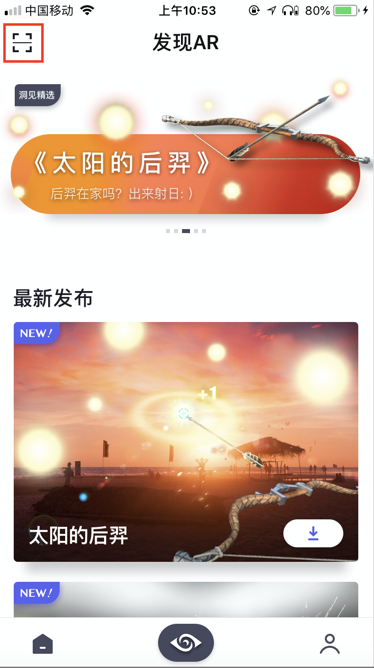 中国移动
上午10:53
80%
发现AR
洞见精选
《太阳的后羿》
后羿在家吗？出来射日: ）
最新发布
NEW!
+1
太阳的后羿
NEW!